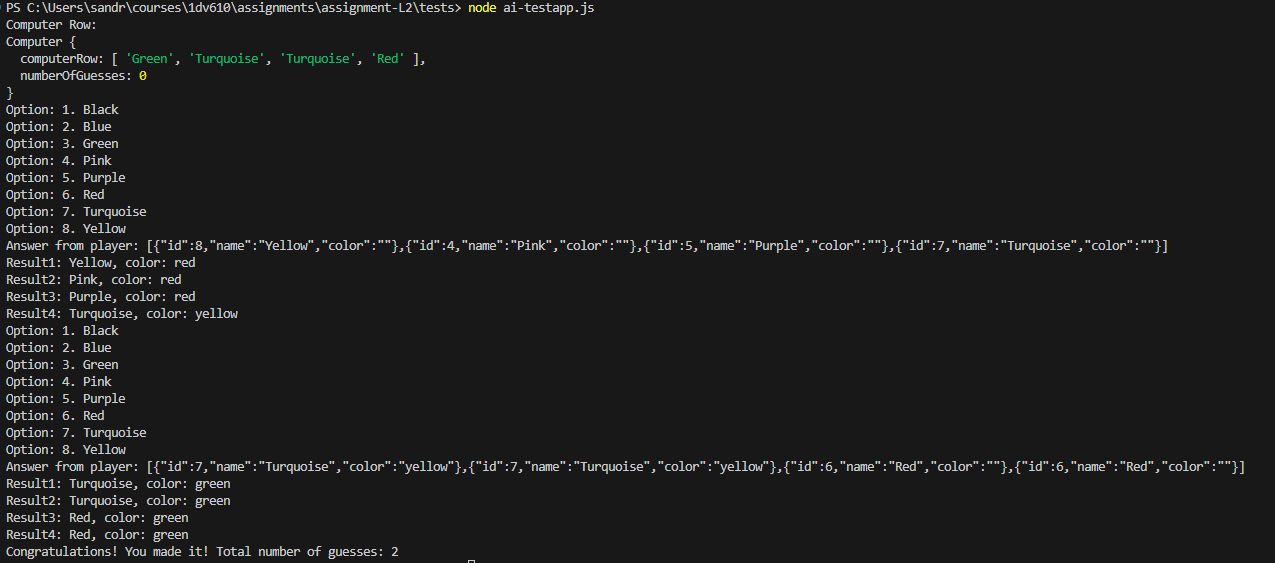 PS C:\Users\sandr\courses\1dv610\assignments\assignment-L2\tests> node ai-testapp.js
Computer Row:
Computer {
  computerRow: [ 'Green', 'Turquoise', 'Turquoise', 'Red' ],
  numberOfGuesses: 0
}
Option: 1. Black
Option: 2. Blue
Option: 3. Green
Option: 4. Pink
Option: 5. Purple
Option: 6. Red
Option: 7. Turquoise
Option: 8. Yellow
Answer from player: [{"id":8,"name":"Yellow","color":""},{"id":4,"name":"Pink","color":""},{"id":5,"name":"Purple","color":""},{"id":7,"name":"Turquoise","color":""}]
Result1: Yellow, color: red
Result2: Pink, color: red
Result3: Purple, color: red
Result4: Turquoise, color: yellow
Option: 1. Black
Option: 2. Blue
Option: 3. Green
Option: 4. Pink
Option: 5. Purple
Option: 6. Red
Option: 7. Turquoise
Option: 8. Yellow
Answer from player: [{"id":7,"name":"Turquoise","color":"yellow"},{"id":7,"name":"Turquoise","color":"yellow"},{"id":6,"name":"Red","color":""},{"id":6,"name":"Red","color":""}]
Result1: Turquoise, color: green
Result2: Turquoise, color: green
Result3: Red, color: green
Result4: Red, color: green
Congratulations! You made it! Total number of guesses: 2